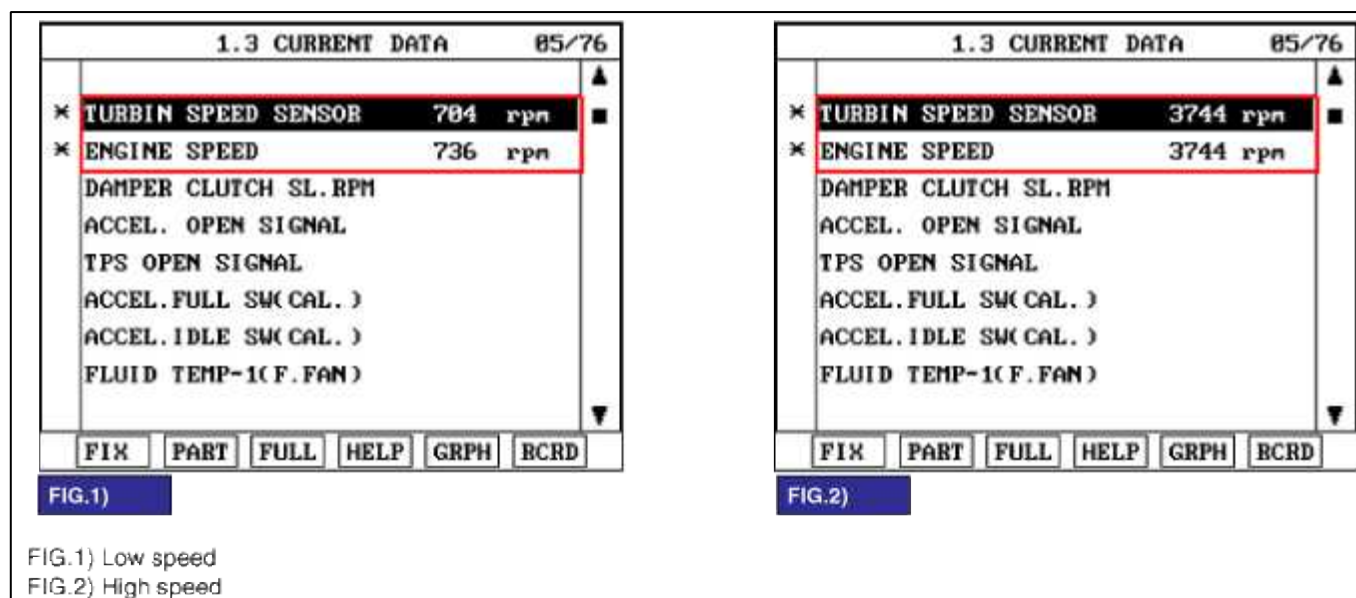 1.3 CURRENT DATA 05/76
* TURBIN SPEED SENSOR 704 rpm
* ENGINE SPEED 736 rpm
DAMPER CLUTCH SL.RPM
ACCEL. OPEN SIGNAL
TPS OPEN SIGNAL
ACCEL.FULL SW(CAL.)
ACCEL.IDLE SW(CAL.)
FLUID TEMP-1(F.FAN)
FIX PART FULL HELP GRPH RCRD
FIG.1)
1.3 CURRENT DATA 05/76
* TURBIN SPEED SENSOR 3744 rpm
* ENGINE SPEED 3744 rpm
DAMPER CLUTCH SL.RPM
ACCEL. OPEN SIGNAL
TPS OPEN SIGNAL
ACCEL.FULL SW(CAL.)
ACCEL.IDLE SW(CAL.)
FLUID TEMP-1(F.FAN)
FIX PART FULL HELP GRPH RCRD
FIG.2)
FIG.1) Low speed
FIG.2) High speed